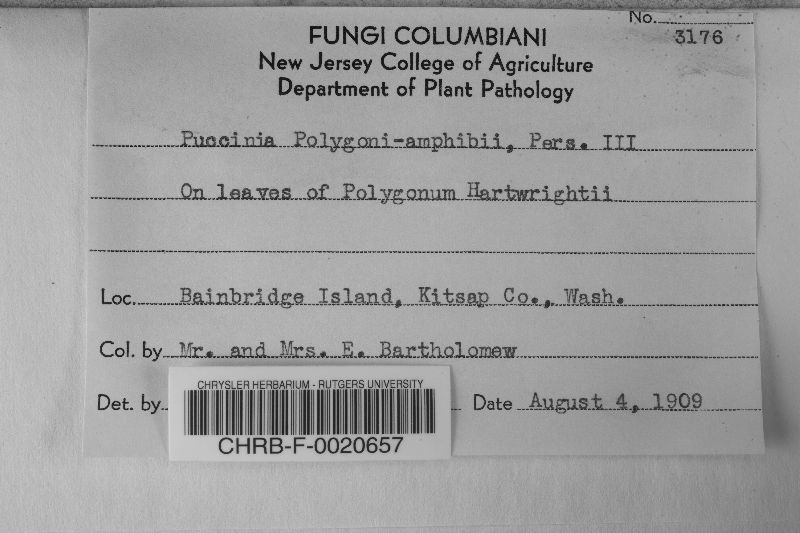 No.
3176
FUNGI COLUMBIANI
New Jersey College of Agriculture
Department of Plant Pathology
Puccinia Polygoni-amphibii, Pers. III
On leaves of Polygonum Hartwrightii
Loc. Bainbridge Island, Kitsap Co., Wash.
Col. by Mr. and Mrs. E. Bartholomew
Det. by Date August 4, 1909
CHRYSLER HERBARIUM - RUTGERS UNIVERSITY
CHRB-F-0020657